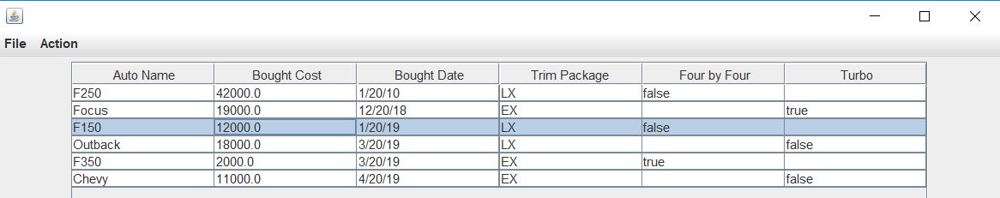 File Action
Auto Name Bought Cost Bought Date Trim Package Four by Four Turbo
F250 42000.0 1/20/10 LX false
Focus 19000.0 12/20/18 EX true
F150 12000.0 1/20/19 LX false
Outback 18000.0 3/20/19 LX false
F350 2000.0 3/20/19 EX true
Chevy 11000.0 4/20/19 EX false